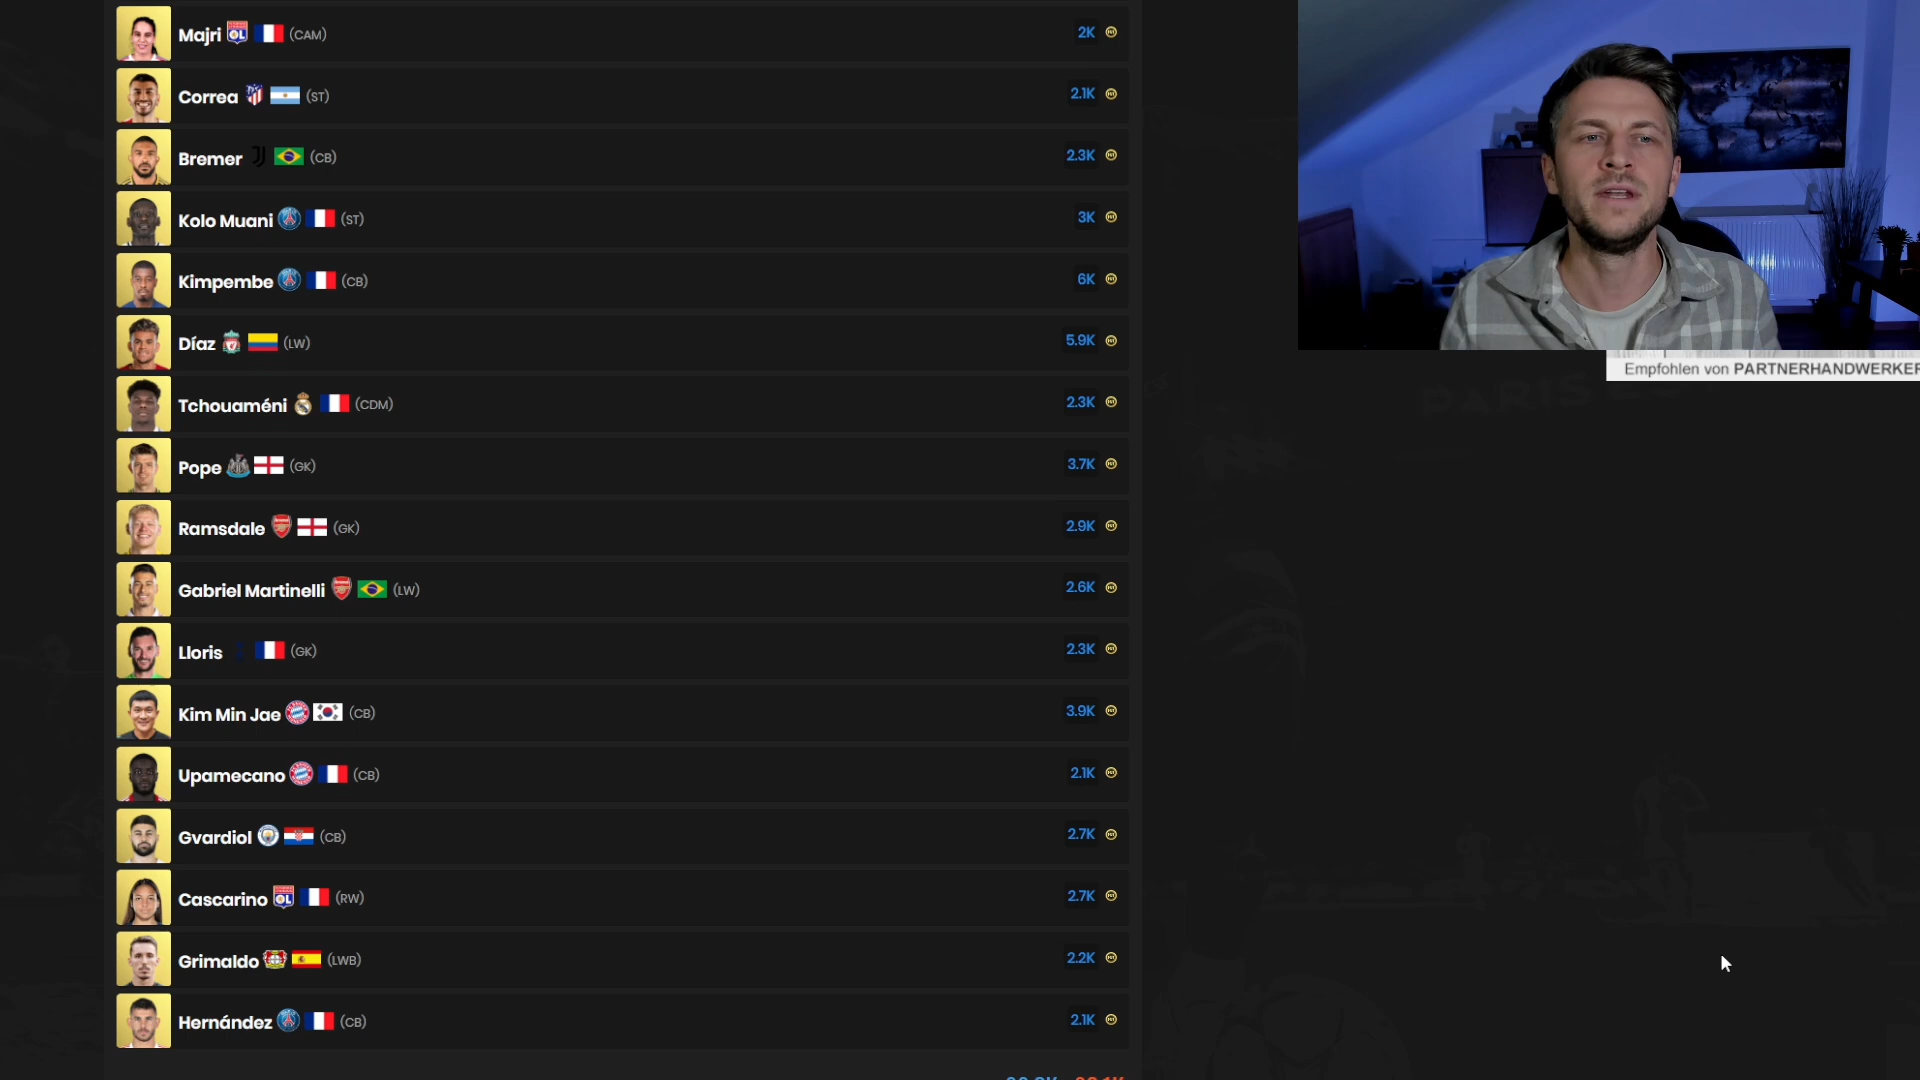 Majri (CAM) 2K
Correa (ST) 2.1K
Bremer (CB) 2.3K
Kolo Muani (ST) 3K
Kimpembe (CB) 6K
Díaz (LW) 5.9K
Tchouaméni (CDM) 2.3K
Pope (GK) 3.7K
Ramsdale (GK) 2.9K
Gabriel Martinelli (LW) 2.6K
Lloris (GK) 2.3K
Kim Min Jae (CB) 3.9K
Upamecano (CB) 2.1K
Gvardiol (CB) 2.7K
Cascarino (RW) 2.7K
Grimaldo (LWB) 2.2K
Hernández (CB) 2.1K
Empfohlen von PARTNERHANDWERKER
PARIS